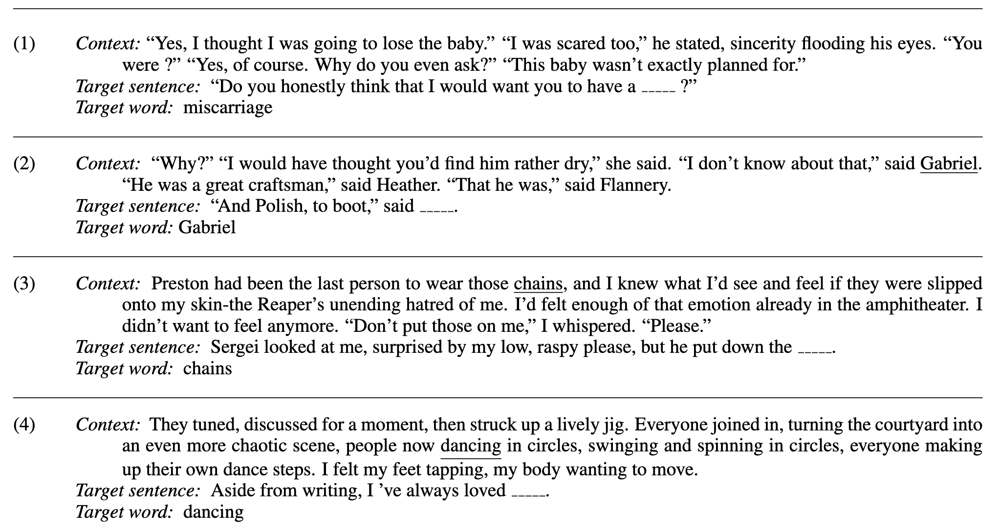 (1) Context: “Yes, I thought I was going to lose the baby.” “I was scared too,” he stated, sincerity flooding his eyes. “You
were ?” “Yes, of course. Why do you even ask?” “This baby wasn’t exactly planned for.”
Target sentence: “Do you honestly think that I would want you to have a _____ ?”
Target word: miscarriage
(2) Context: “Why?” “I would have thought you’d find him rather dry,” she said. “I don’t know about that,” said Gabriel.
“He was a great craftsman,” said Heather. “That he was,” said Flannery.
Target sentence: “And Polish, to boot,” said _____.
Target word: Gabriel
(3) Context: Preston had been the last person to wear those chains, and I knew what I’d see and feel if they were slipped
onto my skin-the Reaper’s unending hatred of me. I’d felt enough of that emotion already in the amphitheater. I
didn’t want to feel anymore. “Don’t put those on me,” I whispered. “Please.”
Target sentence: Sergei looked at me, surprised by my low, raspy please, but he put down the _____.
Target word: chains
(4) Context: They tuned, discussed for a moment, then struck up a lively jig. Everyone joined in, turning the courtyard into
an even more chaotic scene, people now dancing in circles, swinging and spinning in circles, everyone making
up their own dance steps. I felt my feet tapping, my body wanting to move.
Target sentence: Aside from writing, I ’ve always loved _____.
Target word: dancing